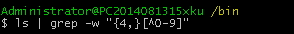 Administrator@PC2014081315xku /bin
$ ls | grep -w "{4,}[^0-9]"